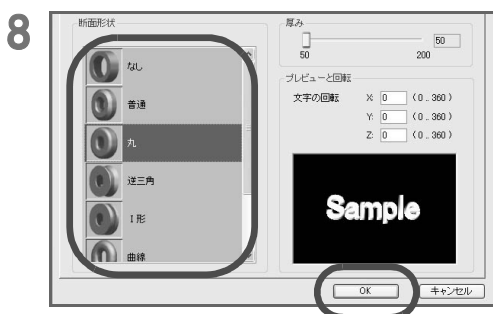 8
断面形状
なし
普通
丸
逆三角
I形
曲線
厚み
50
50
200
プレビューと回転
文字の回転 X: 0 (0..360)
Y: 0 (0..360)
Z: 0 (0..360)
Sample
OK
キャンセル